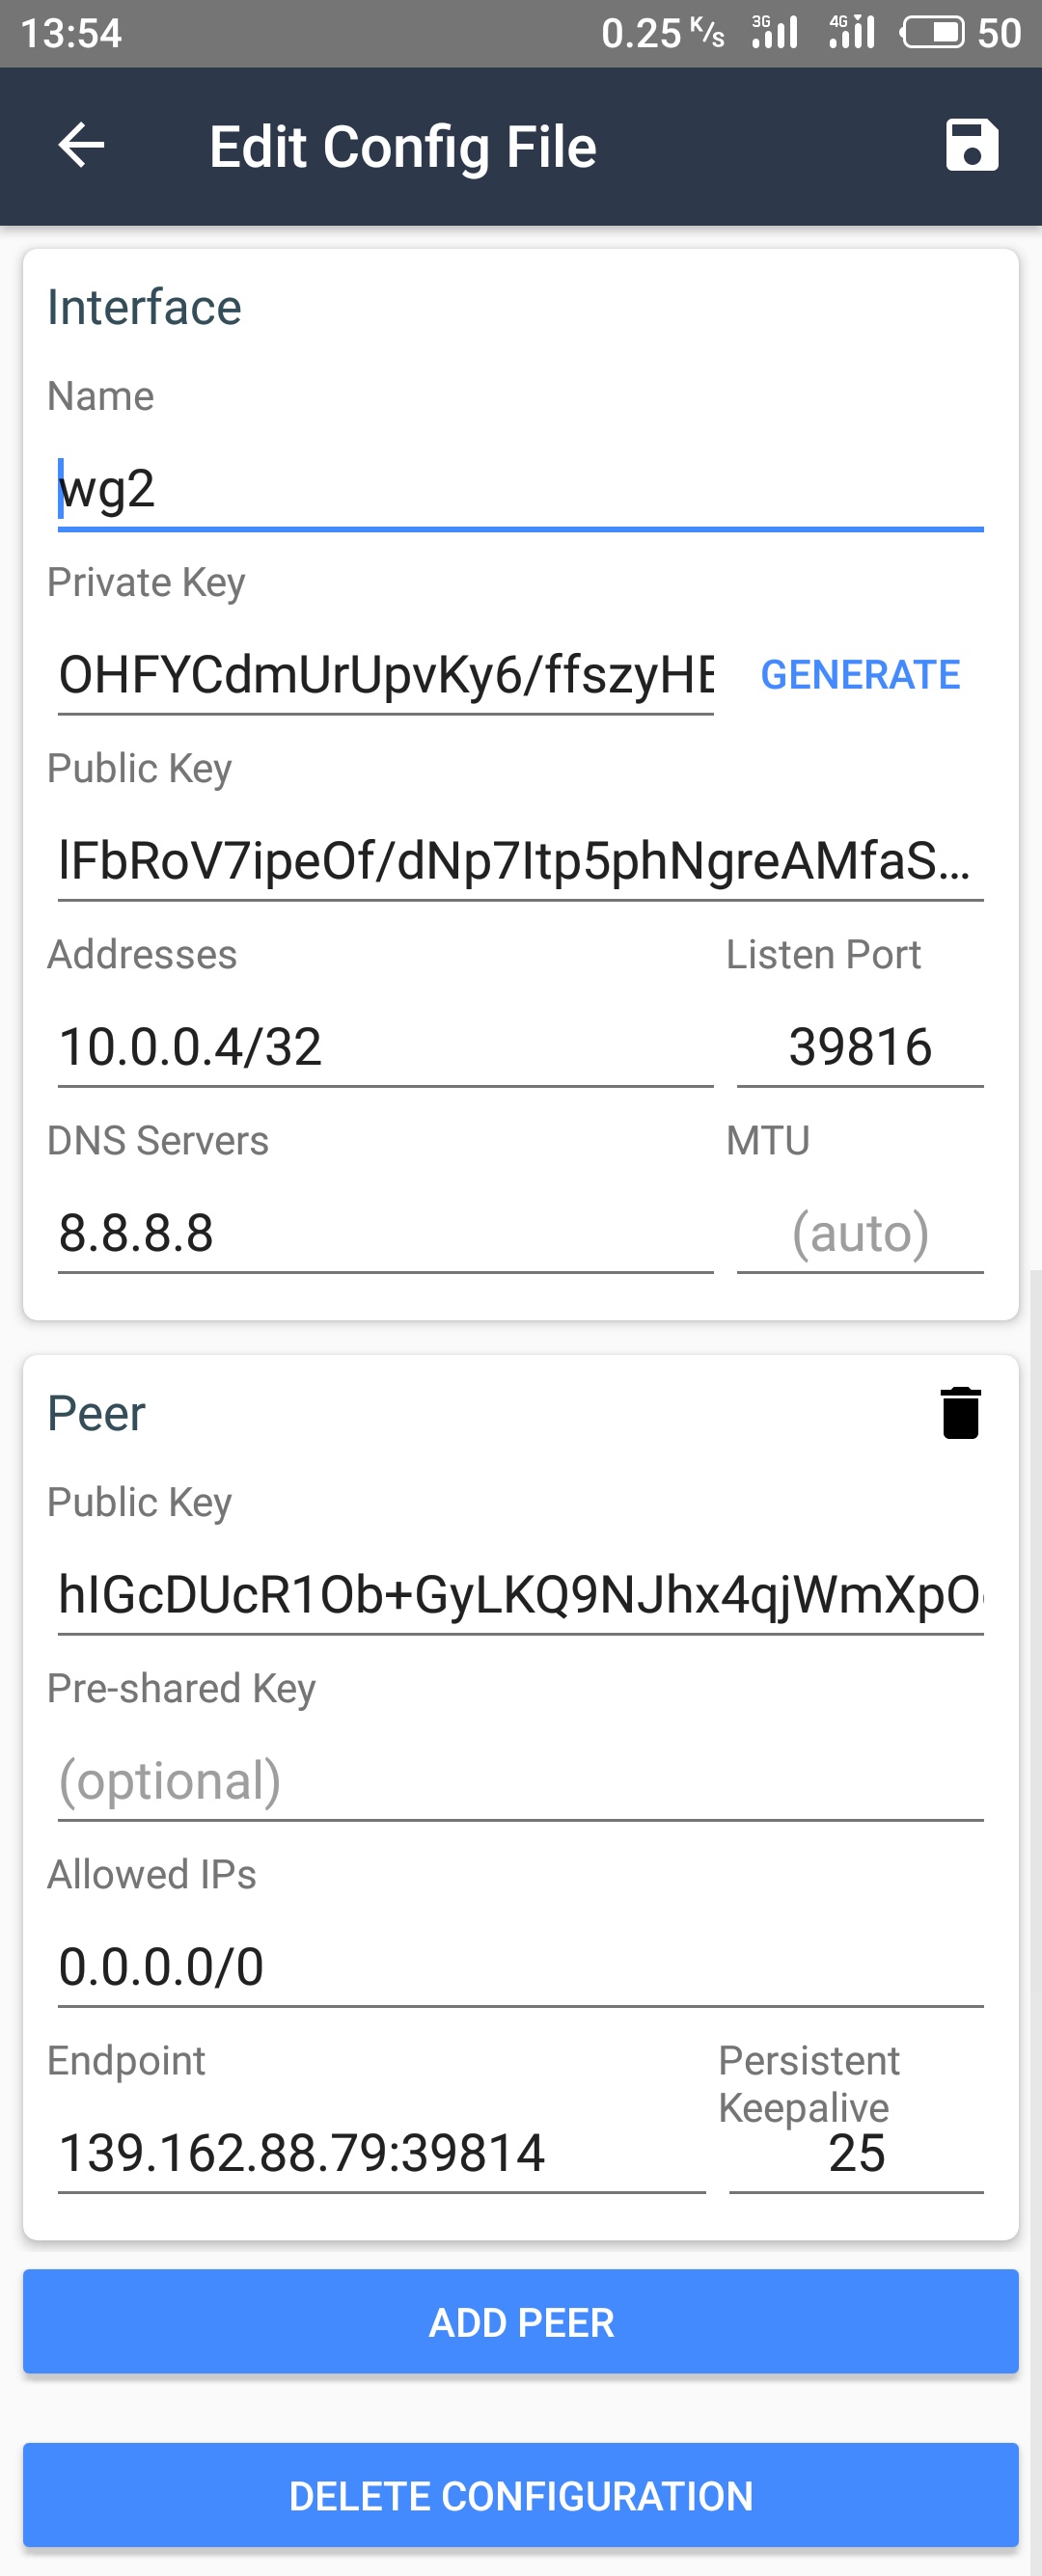 13:54 0.25 K/s 3G 4G 50
Edit Config File
Interface
Name
wg2
Private Key
OHFYCdmUrUpvKy6/ffszyHE GENERATE
Public Key
lFbRoV7ipeOf/dNp7Itp5phNgreAMfaS...
Addresses Listen Port
10.0.0.4/32 39816
DNS Servers MTU
8.8.8.8 (auto)
Peer
Public Key
hIGcDUcR1Ob+GyLKQ9NJhx4qjWmXpO
Pre-shared Key
(optional)
Allowed IPs
0.0.0.0/0
Endpoint Persistent
Keepalive
139.162.88.79:39814 25
ADD PEER
DELETE CONFIGURATION